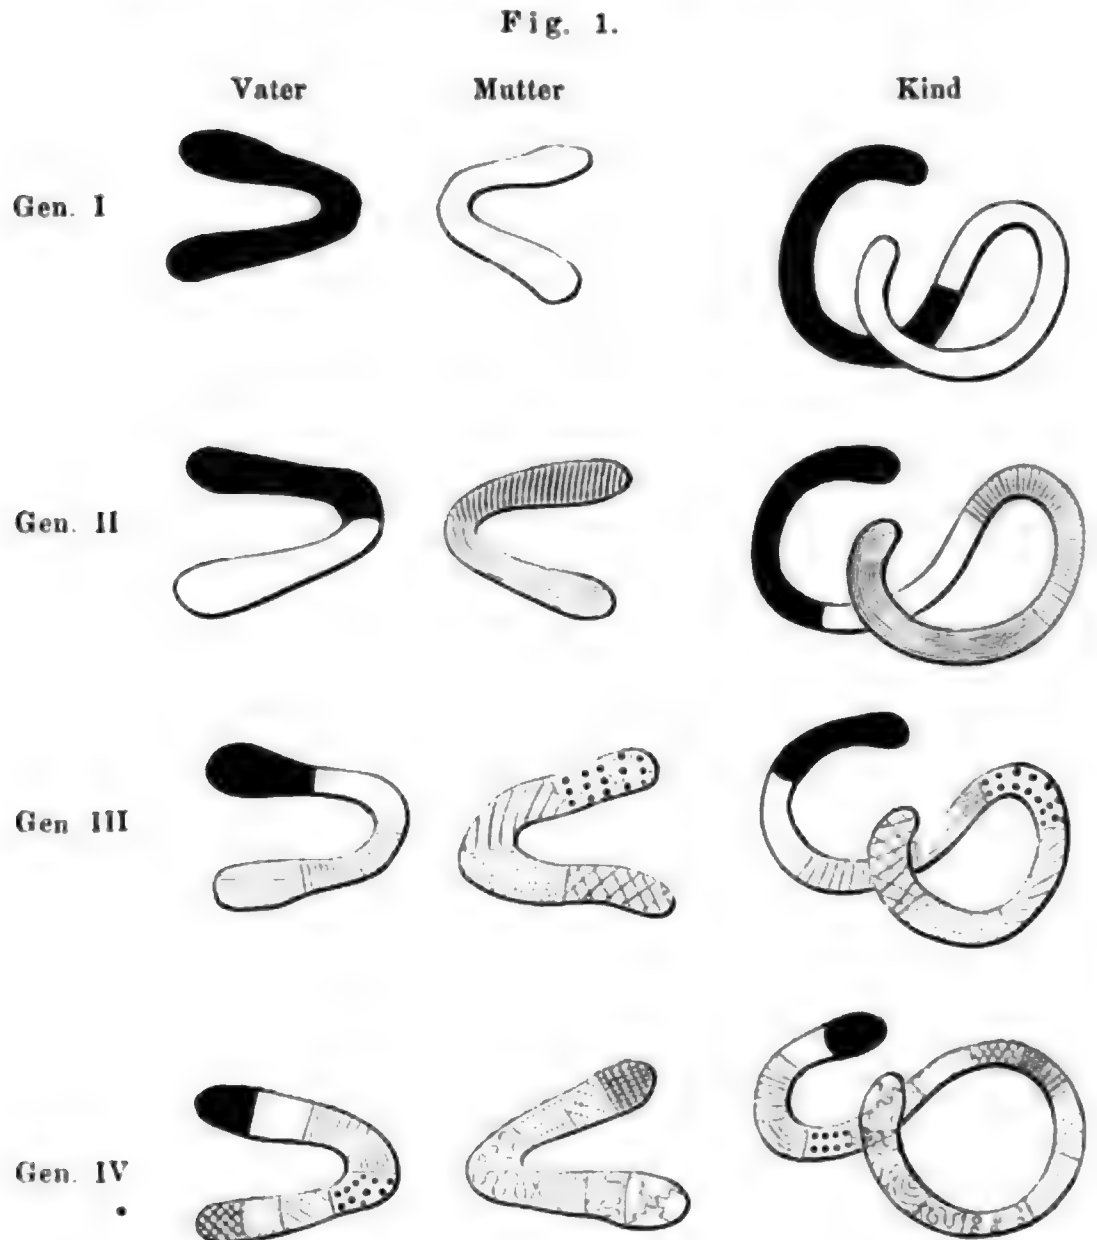 Fig. 1.
Vater Mutter Kind
Gen. I
Gen. II
Gen III
Gen. IV